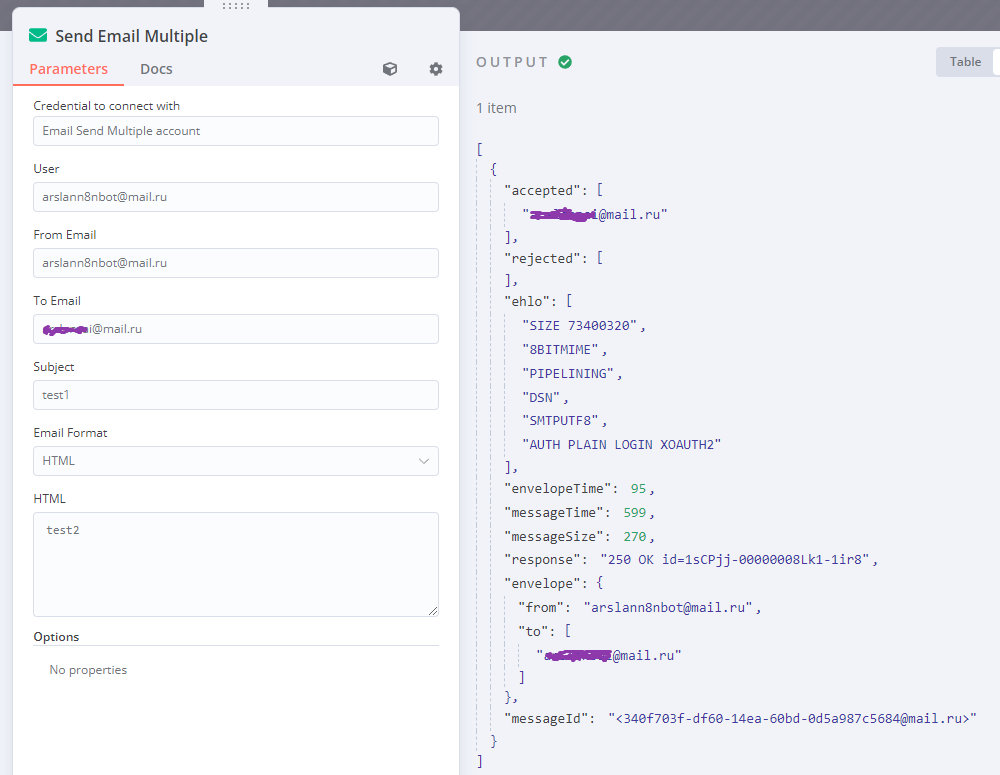 Send Email Multiple
Parameters Docs
Credential to connect with
Email Send Multiple account
User
arslann8nbot@mail.ru
From Email
arslann8nbot@mail.ru
To Email
i@mail.ru
Subject
test1
Email Format
HTML
HTML
test2
Options
No properties
OUTPUT
Table
1 item
[
{
"accepted": [
"i@mail.ru"
],
"rejected": [
],
"ehlo": [
"SIZE 73400320",
"8BITMIME",
"PIPELINING",
"DSN",
"SMTPUTF8",
"AUTH PLAIN LOGIN XOAUTH2"
],
"envelopeTime": 95,
"messageTime": 599,
"messageSize": 270,
"response": "250 OK id=1sCPjj-00000008Lk1-1ir8",
"envelope": {
"from": "arslann8nbot@mail.ru",
"to": [
"@mail.ru"
]
},
"messageId": "<340f703f-df60-14ea-60bd-0d5a987c5684@mail.ru>"
}
]